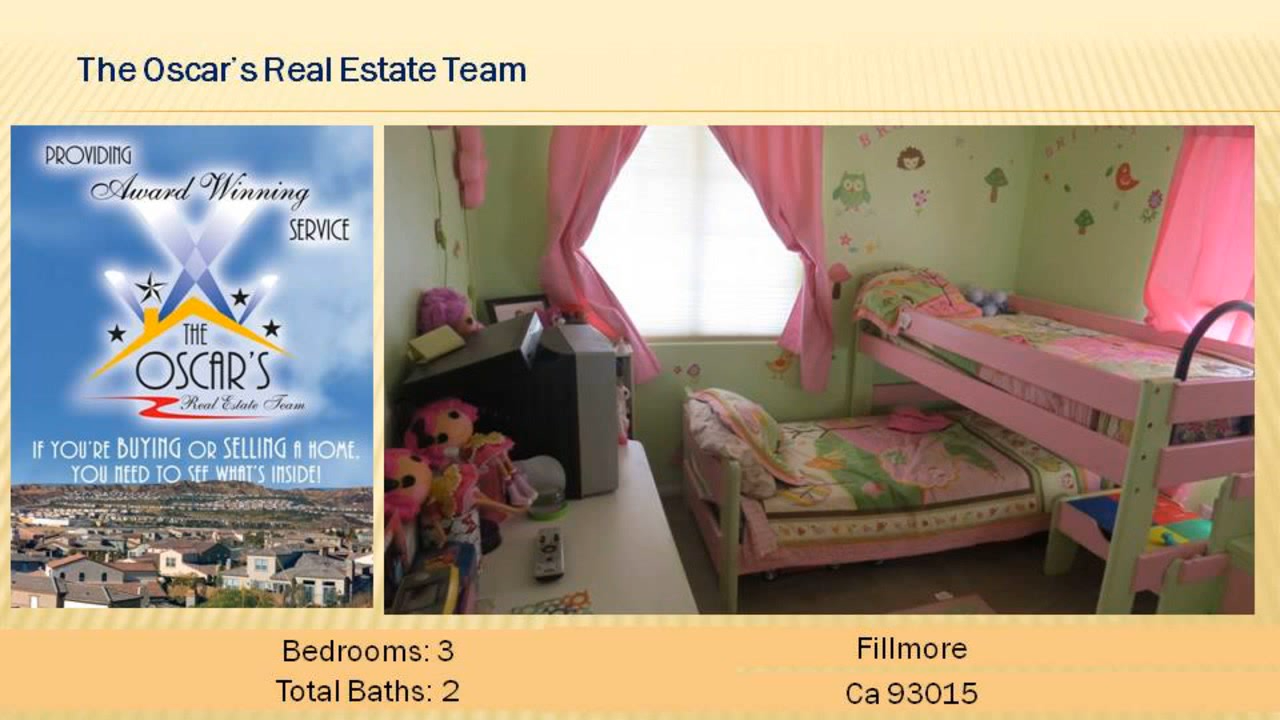 The Oscar's Real Estate Team
PROVIDING
Award Winning
SERVICE
THE
OSCAR'S
Real Estate Team
IF YOU'RE BUYING OR SELLING A HOME,
YOU NEED TO SEE WHAT'S INSIDE!
Bedrooms: 3
Total Baths: 2
Fillmore
Ca 93015